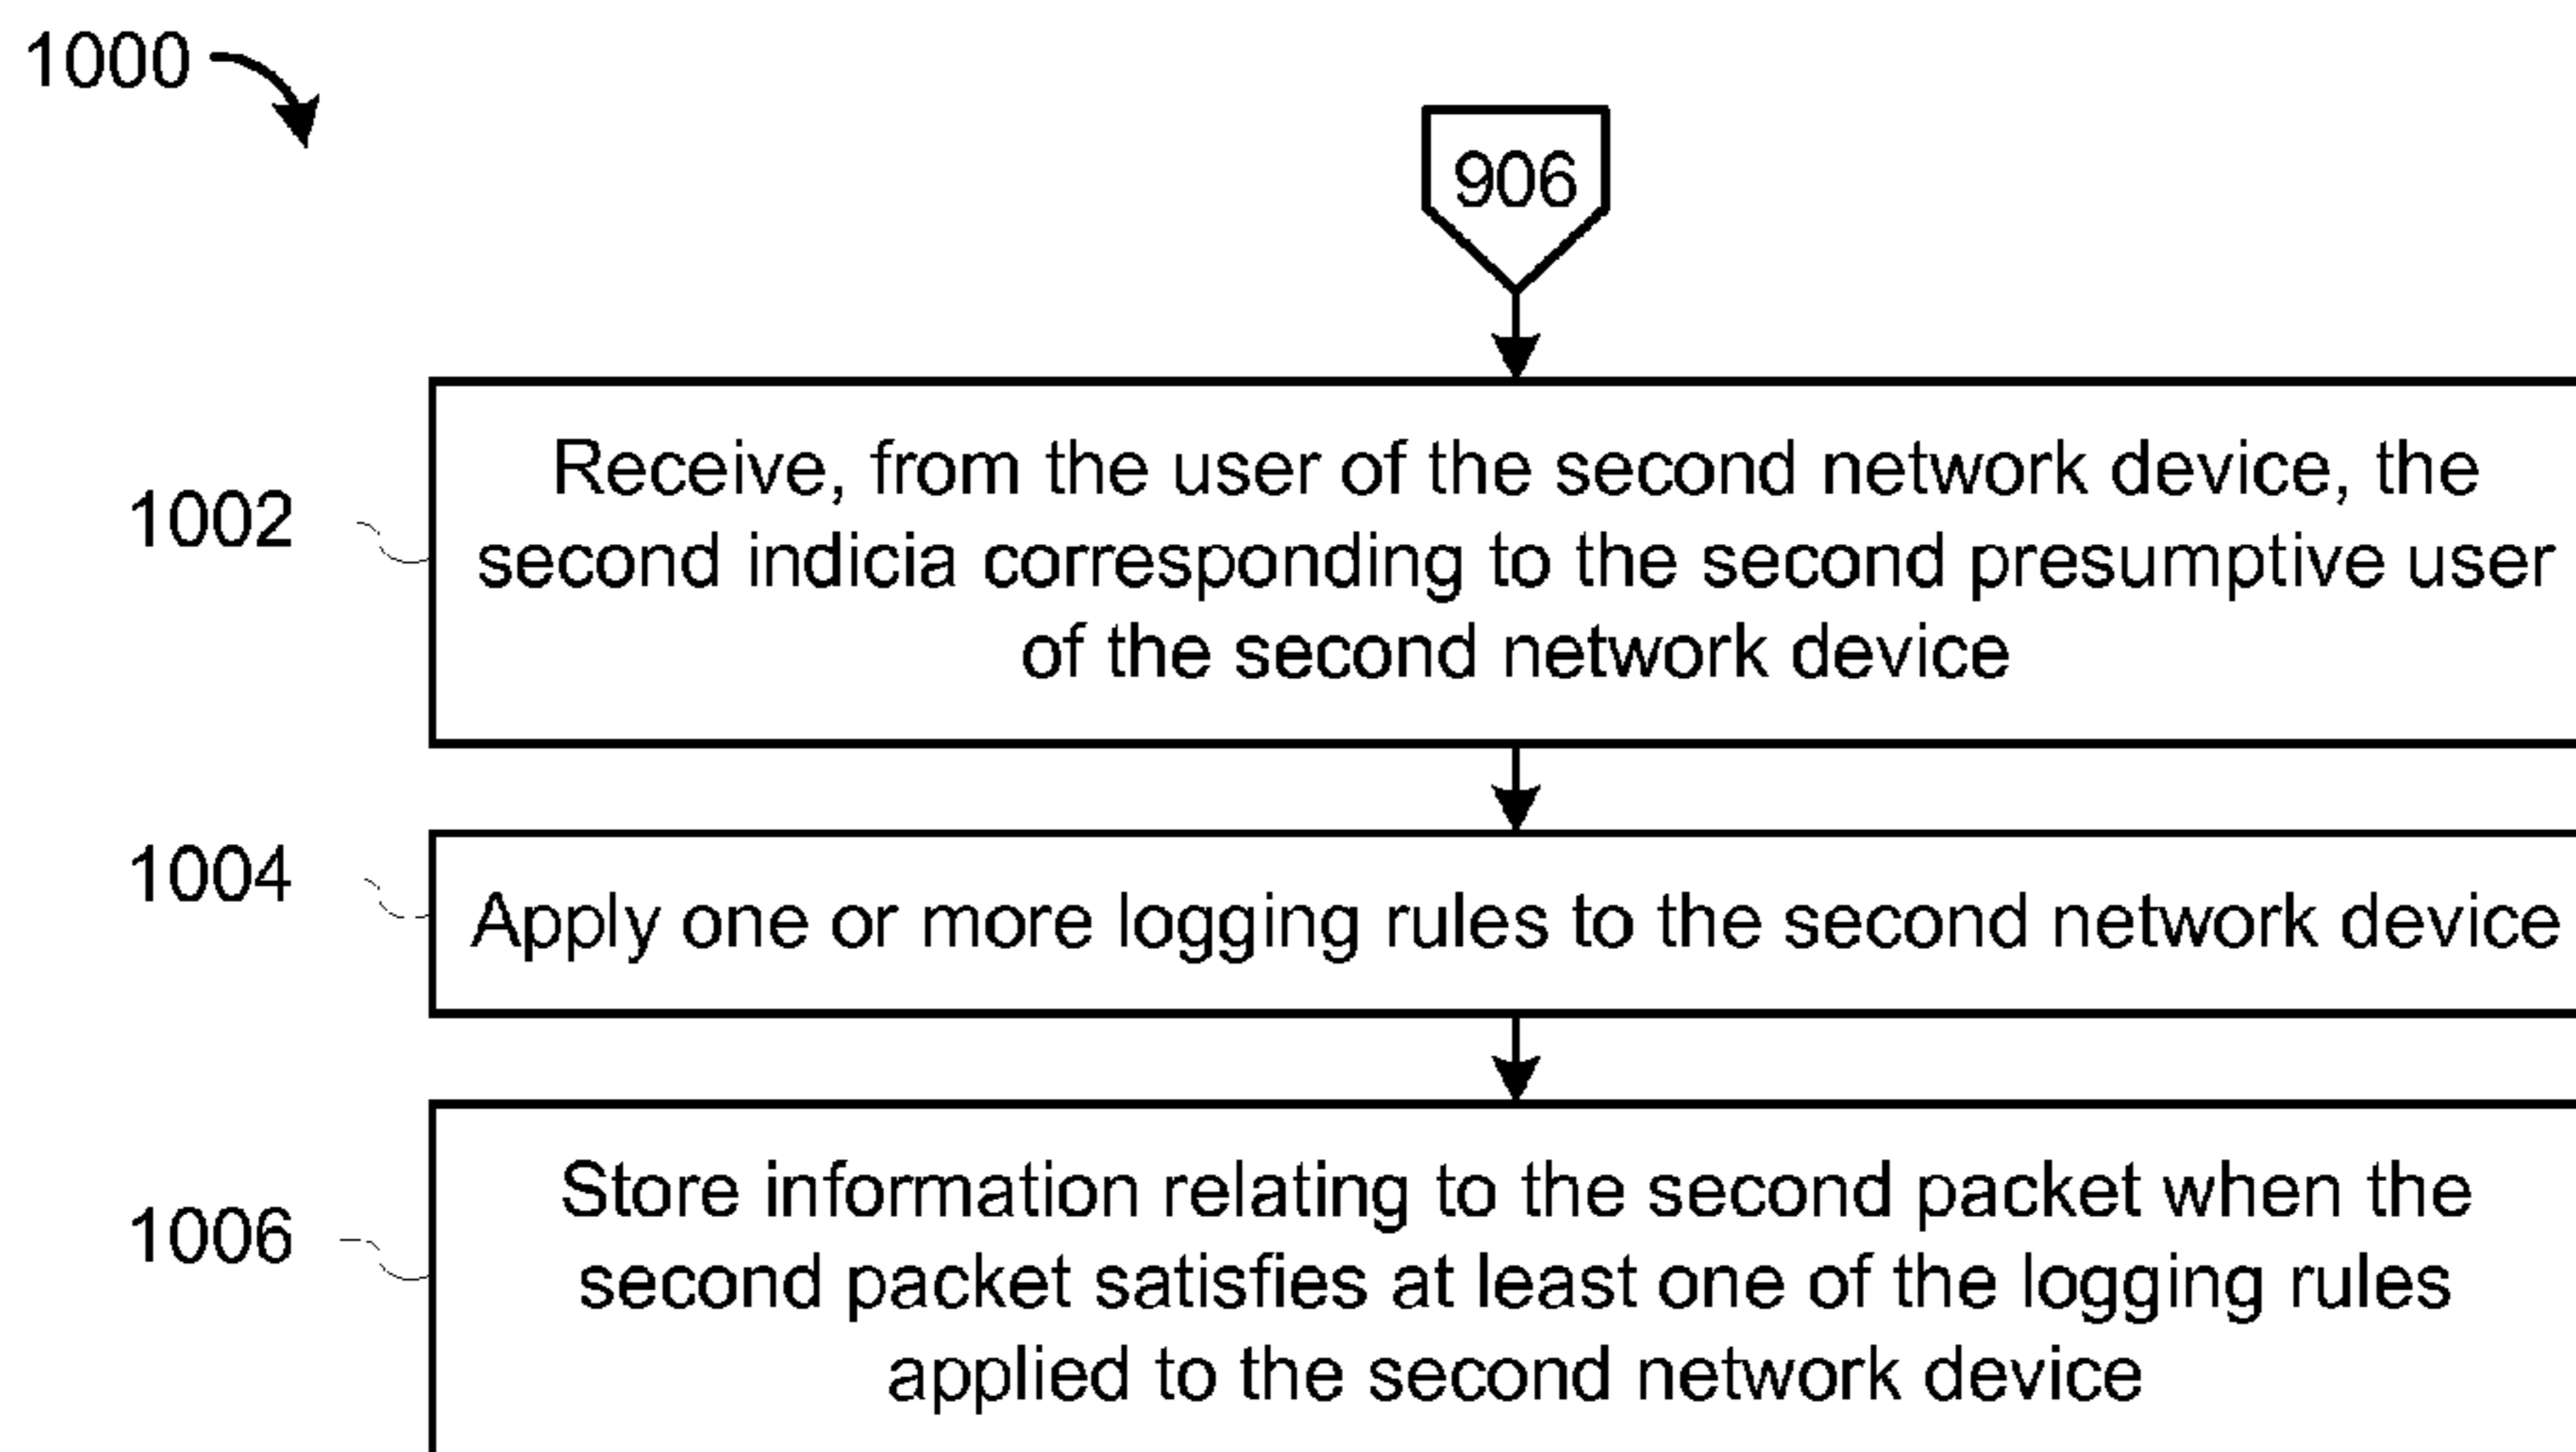 1000
906
1002
Receive, from the user of the second network device, the
second indicia corresponding to the second presumptive user
of the second network device
1004
Apply one or more logging rules to the second network device
1006
Store information relating to the second packet when the
second packet satisfies at least one of the logging rules
applied to the second network device